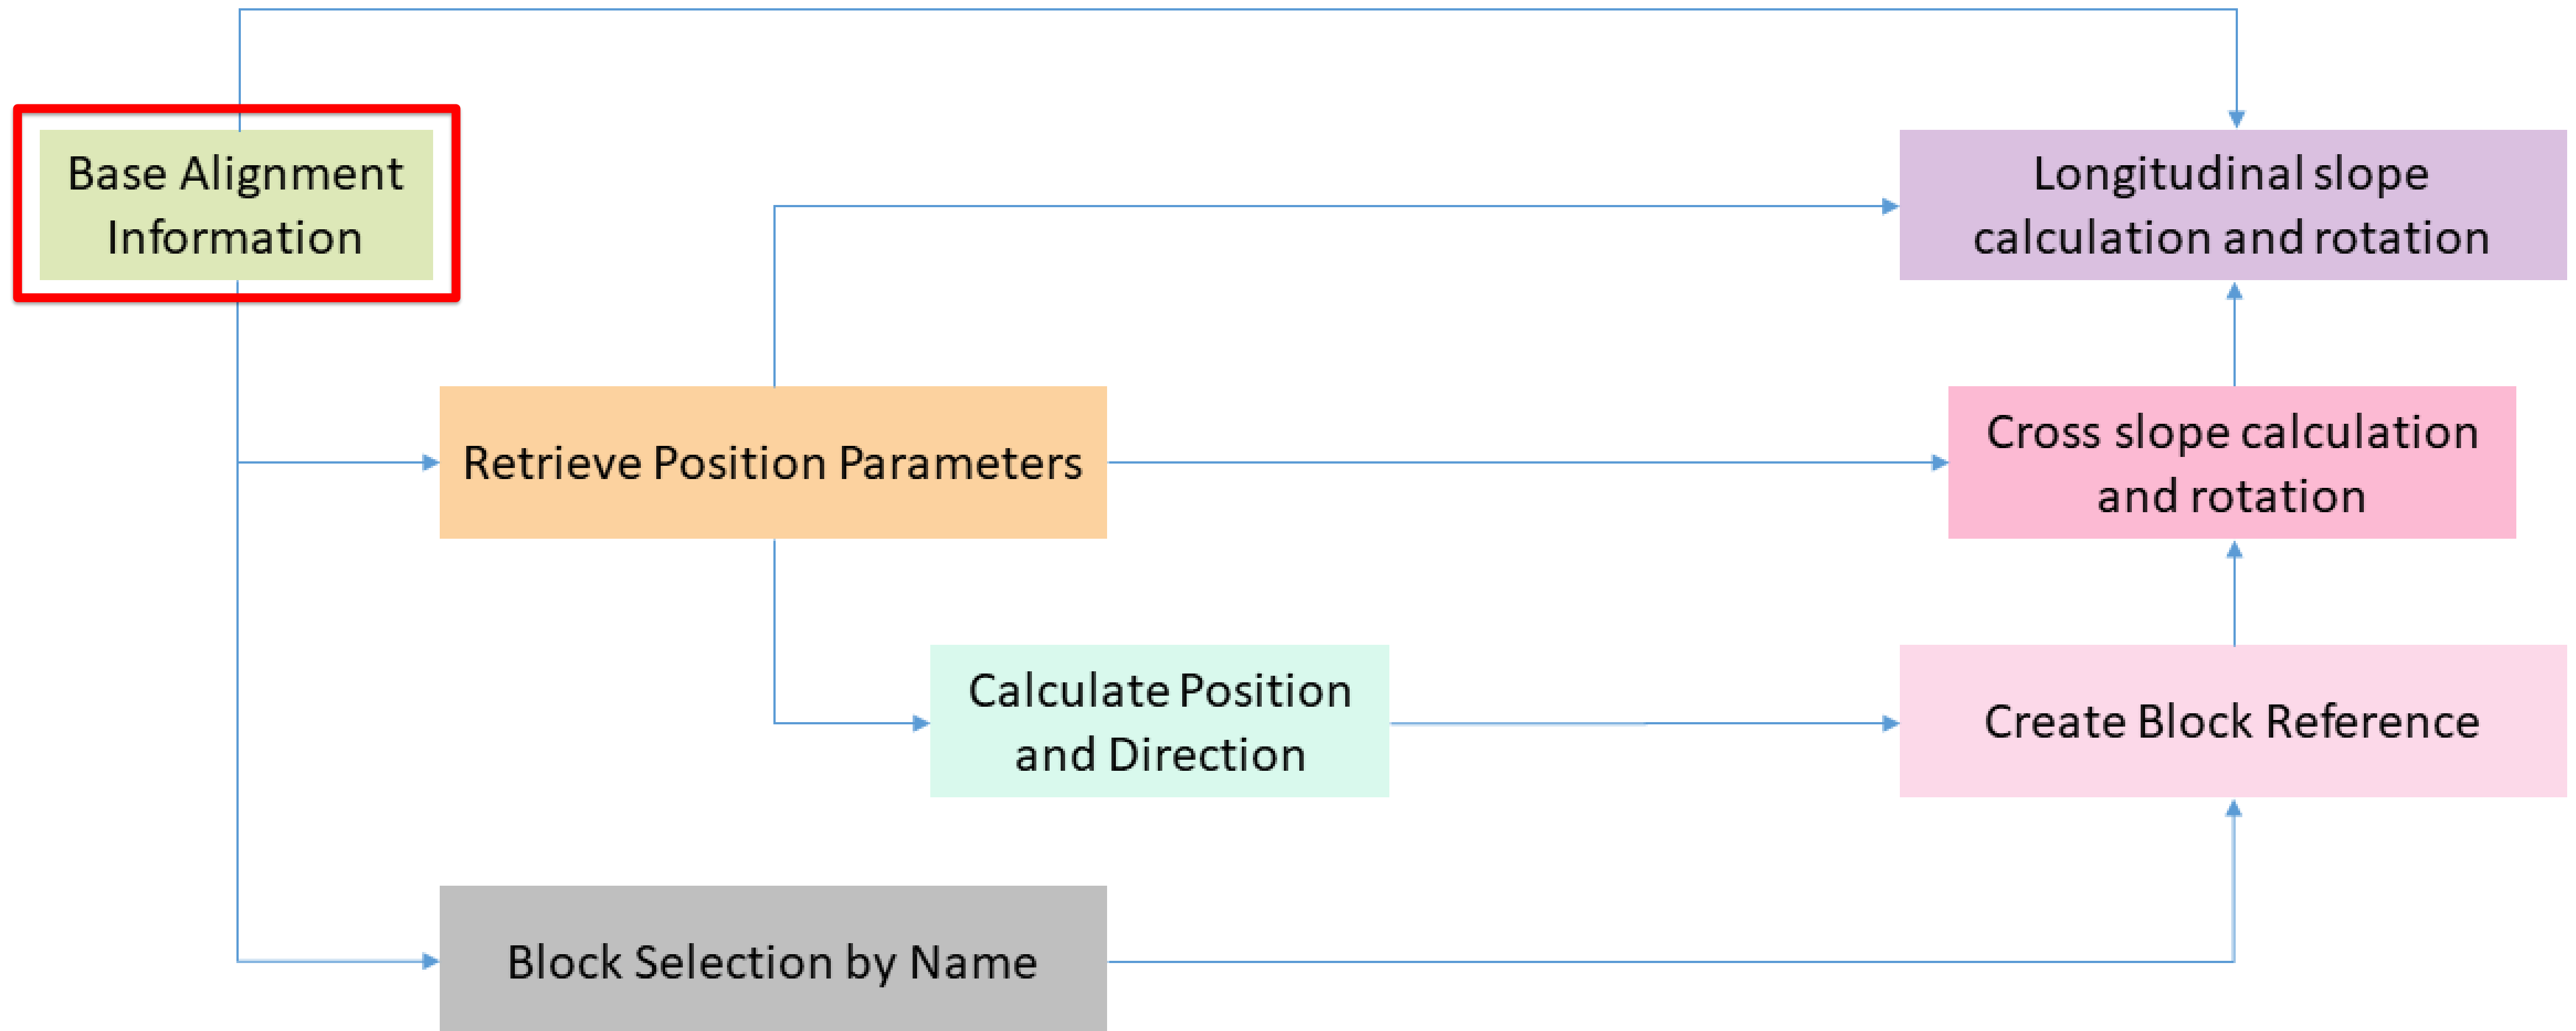 Base Alignment
Information
Longitudinal slope
calculation and rotation
Retrieve Position Parameters
Cross slope calculation
and rotation
Calculate Position
and Direction
Create Block Reference
Block Selection by Name